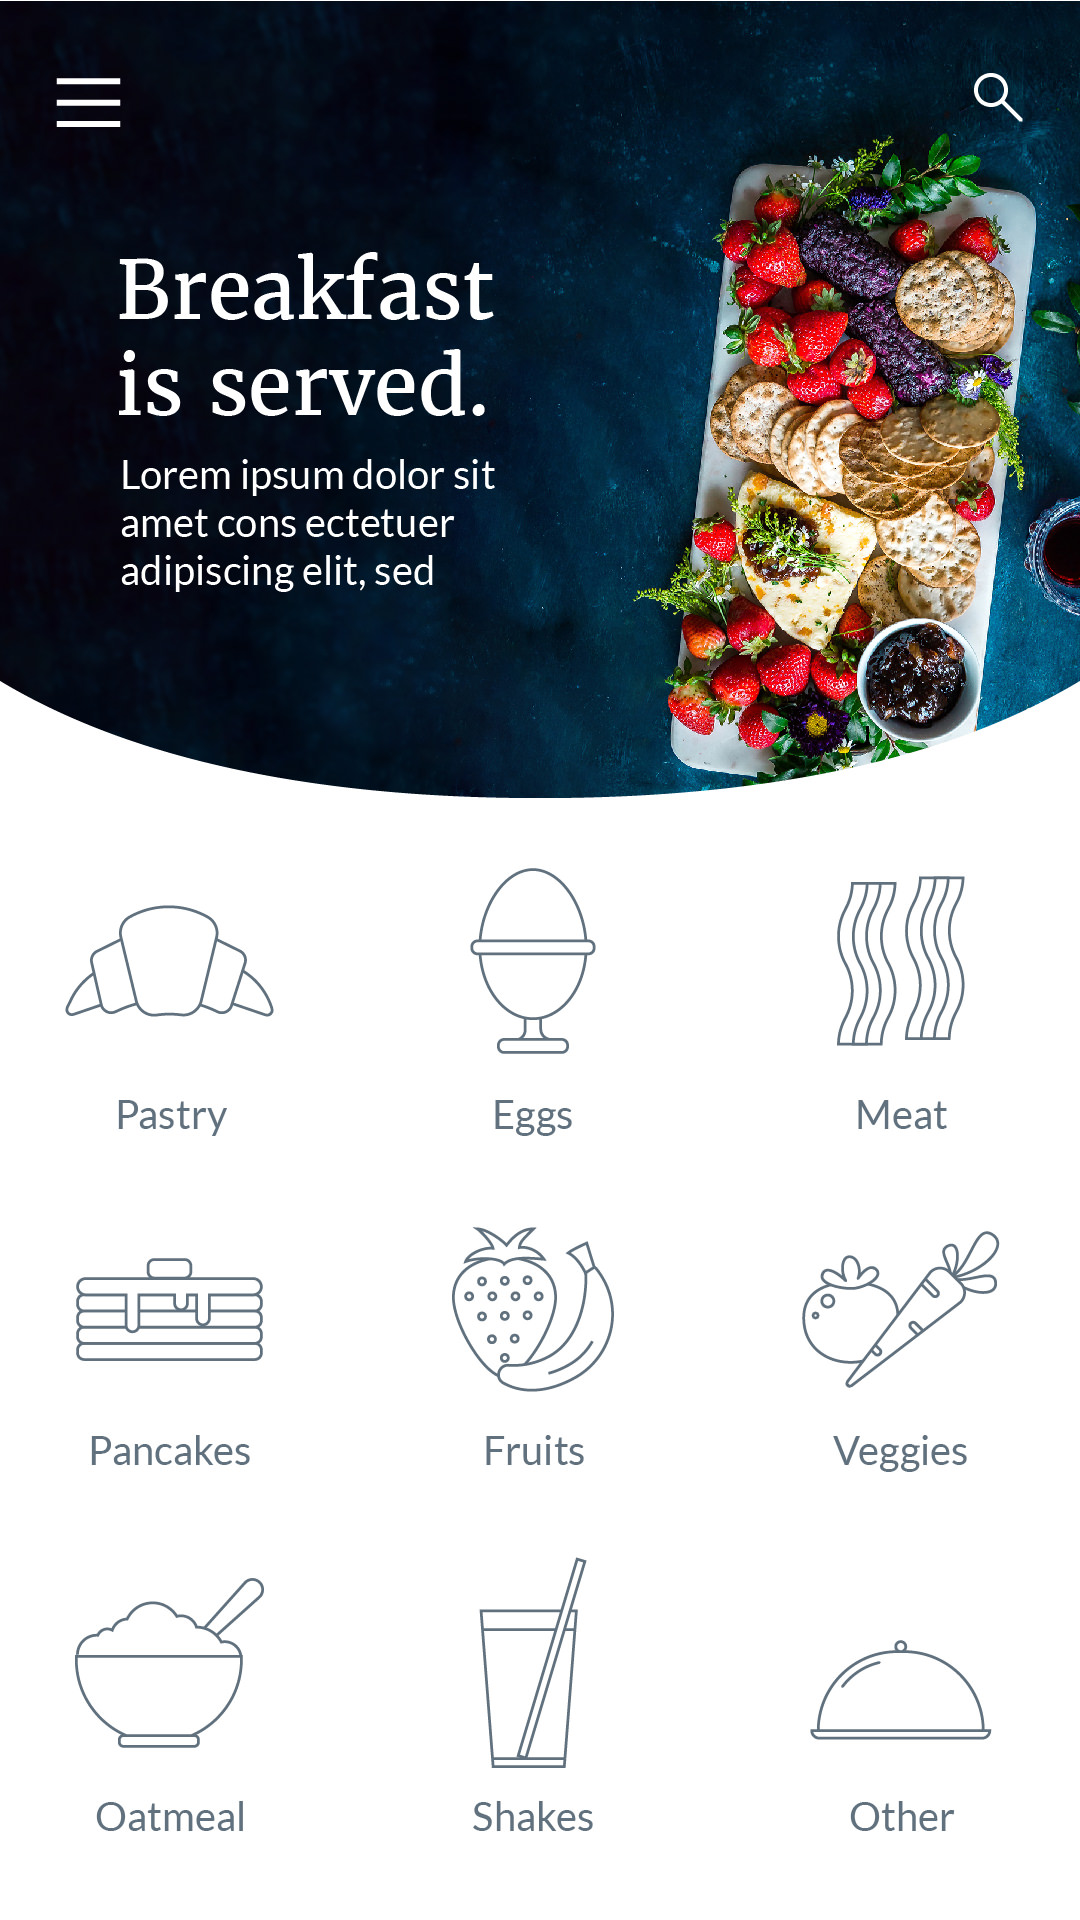 Breakfast
is served.
Lorem ipsum dolor sit
amet cons ectetuer
adipiscing elit, sed
Pastry
Eggs
Meat
Pancakes
Fruits
Veggies
Oatmeal
Shakes
Other